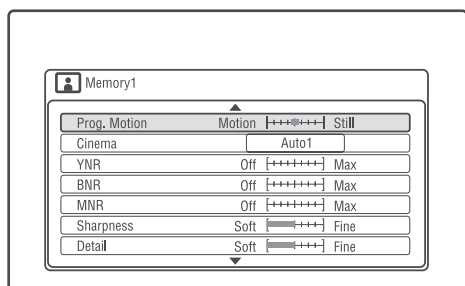 Memory1
Prog. Motion Motion Still
Cinema Auto1
YNR Off Max
BNR Off Max
MNR Off Max
Sharpness Soft Fine
Detail Soft Fine